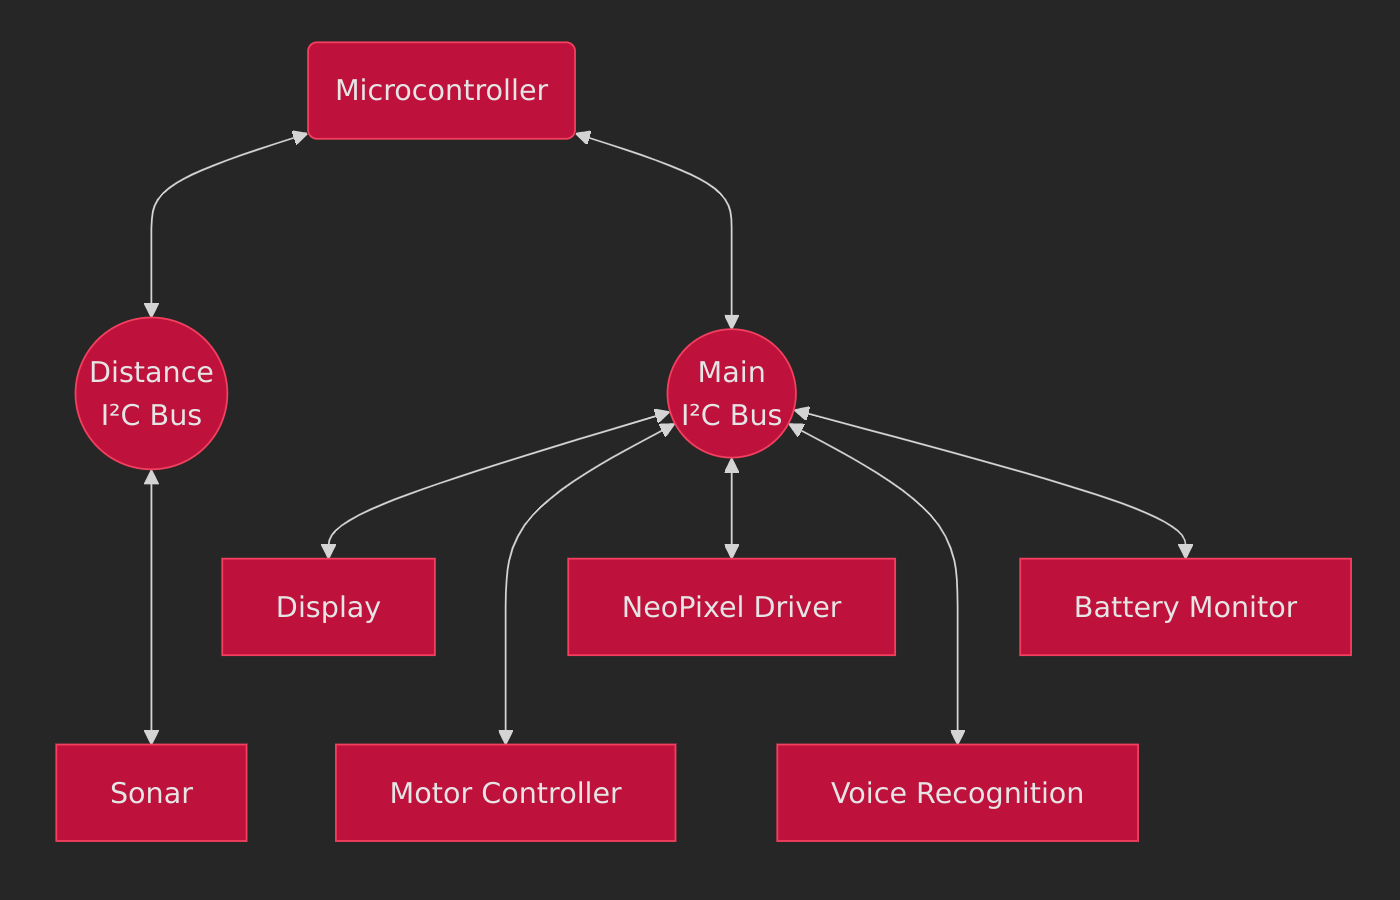 Microcontroller
Distance
I²C Bus
Main
I²C Bus
Display
NeoPixel Driver
Battery Monitor
Sonar
Motor Controller
Voice Recognition